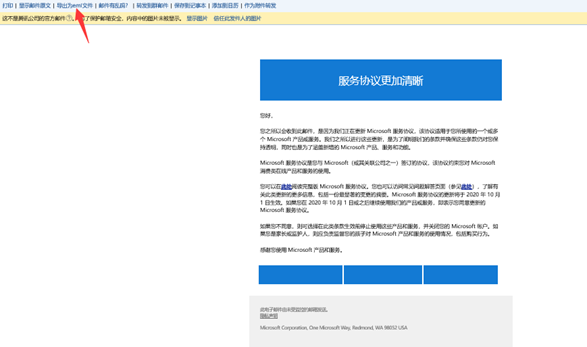 打印 | 显示邮件原文 | 导出为eml文件 | 邮件有乱码? | 转发到群邮件 | 保存到记事本 | 添加到日历 | 作为附件转发
这不是腾讯公司的官方邮件 为了保护邮箱安全,内容中的图片未被显示。 显示图片 信任此发件人的图片
服务协议更加清晰
您好,
您之所以会收到此邮件,是因为我们正在更新 Microsoft 服务协议,该协议适用于您所使用的一个或多
个 Microsoft 产品或服务。我们之所以进行这些更新,是为了阐明我们的条款并确保这些条款仍对您保
持透明,同时也是为了涵盖新增的 Microsoft 产品、服务和功能。
Microsoft 服务协议是您与 Microsoft(或其关联公司之一)签订的协议,该协议约束您对 Microsoft
消费类在线产品和服务的使用。
您可以在此处阅读完整版 Microsoft 服务协议。您也可以访问常见问题解答页面(参见此处),了解有
关此类更新的更多信息,包括一份最显著的变更的摘要。Microsoft 服务协议的更新将于 2020 年 10 月
1 日生效。如果您在 2020 年 10 月 1 日或之后继续使用我们的产品或服务,即表示您同意更新的
Microsoft 服务协议。
如果您不同意,则可选择在此类条款生效前停止使用这些产品和服务,并关闭您的 Microsoft 帐户。如
果您是家长或监护人,则应负责监督您的孩子对 Microsoft 产品和服务的使用情况,包括购买行为。
感谢您使用 Microsoft 产品和服务。
此电子邮件由未受监视的邮箱发送。
隐私声明
Microsoft Corporation, One Microsoft Way, Redmond, WA 98052 USA